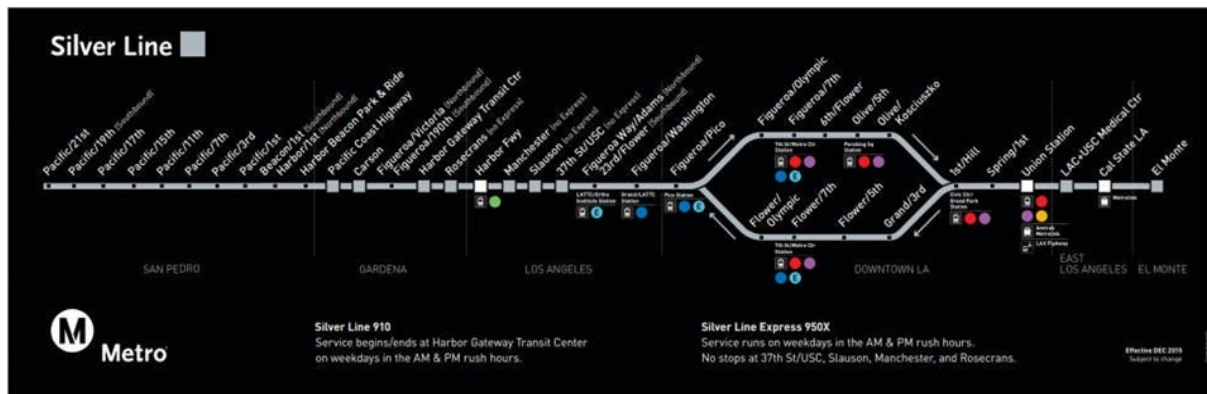 Silver Line
Pacific/21st
Pacific/19th (Southbound)
Pacific/17th
Pacific/15th
Pacific/11th
Pacific/7th
Pacific/3rd
Pacific/1st
Beacon/1st (Southbound)
Harbor/1st (Northbound)
Harbor Beacon Park & Ride
Pacific Coast Highway
Carson
Figueroa/Victoria (Northbound)
Figueroa/190th (Southbound)
Harbor Gateway Transit Ctr
Rosecrans (no Express)
Harbor Fwy
Manchester (no Express)
Slauson (no Express)
37th St/USC (no Express)
Figueroa Way/Adams (Northbound)
23rd/Flower (Southbound)
Figueroa/Washington
Figueroa/Pico
Figueroa/Olympic
Figueroa/7th
6th/Flower
Olive/5th
Olive/
Kosciuszko
1st/Hill
Spring/1st
Union Station
LAC+USC Medical Ctr
Cal State LA
El Monte
LATTC/Ortho
Institute Station
E
Grand/LATTC
Station
Pico Station
E
7th St/Metro Ctr
Station
E
Pershing Sq
Station
Flower/
Olympic
Flower/7th
Flower/5th
Grand/3rd
7th St/Metro Ctr
Station
E
Civic Ctr/
Grand Park
Station
Amtrak
Metrolink
LAX FlyAway
Metrolink
SAN PEDRO
GARDENA
LOS ANGELES
DOWNTOWN LA
EAST
LOS ANGELES
EL MONTE
M
Metro
Silver Line 910
Service begins/ends at Harbor Gateway Transit Center
on weekdays in the AM & PM rush hours.
Silver Line Express 950X
Service runs on weekdays in the AM & PM rush hours.
No stops at 37th St/USC, Slauson, Manchester, and Rosecrans.
Effective DEC 2015
Subject to change